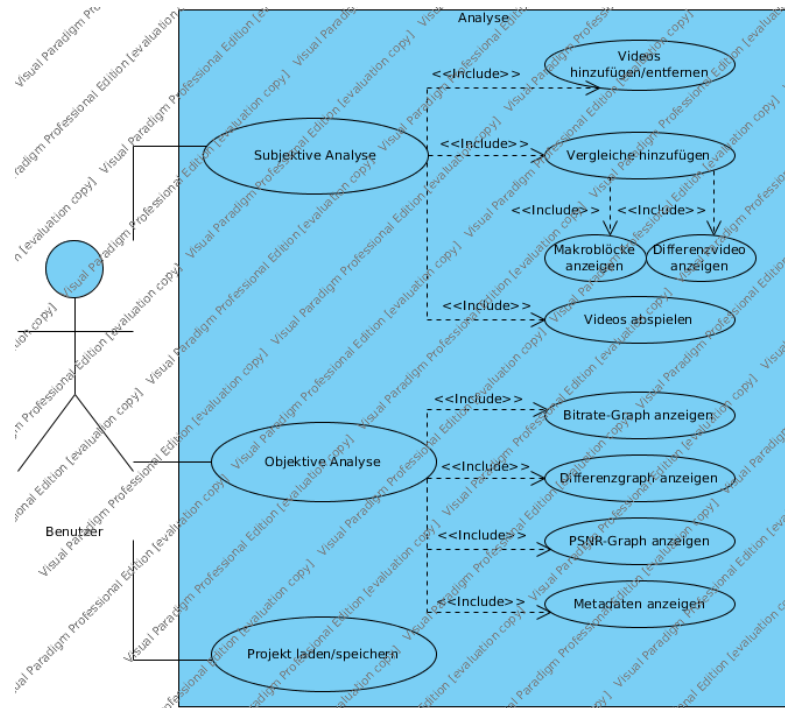 Analyse
Videos
hinzufügen/entfernen
<<Include>>
Subjektive Analyse
<<Include>>
Vergleiche hinzufügen
<<Include>>
<<Include>>
Makroblöcke
anzeigen
Differenzvideo
anzeigen
<<Include>>
Videos abspielen
<<Include>>
Bitrate-Graph anzeigen
Objektive Analyse
<<Include>>
Differenzgraph anzeigen
Benutzer
<<Include>>
PSNR-Graph anzeigen
<<Include>>
Metadaten anzeigen
Projekt laden/speichern
Visual Paradigm Professional Edition [evaluation copy]